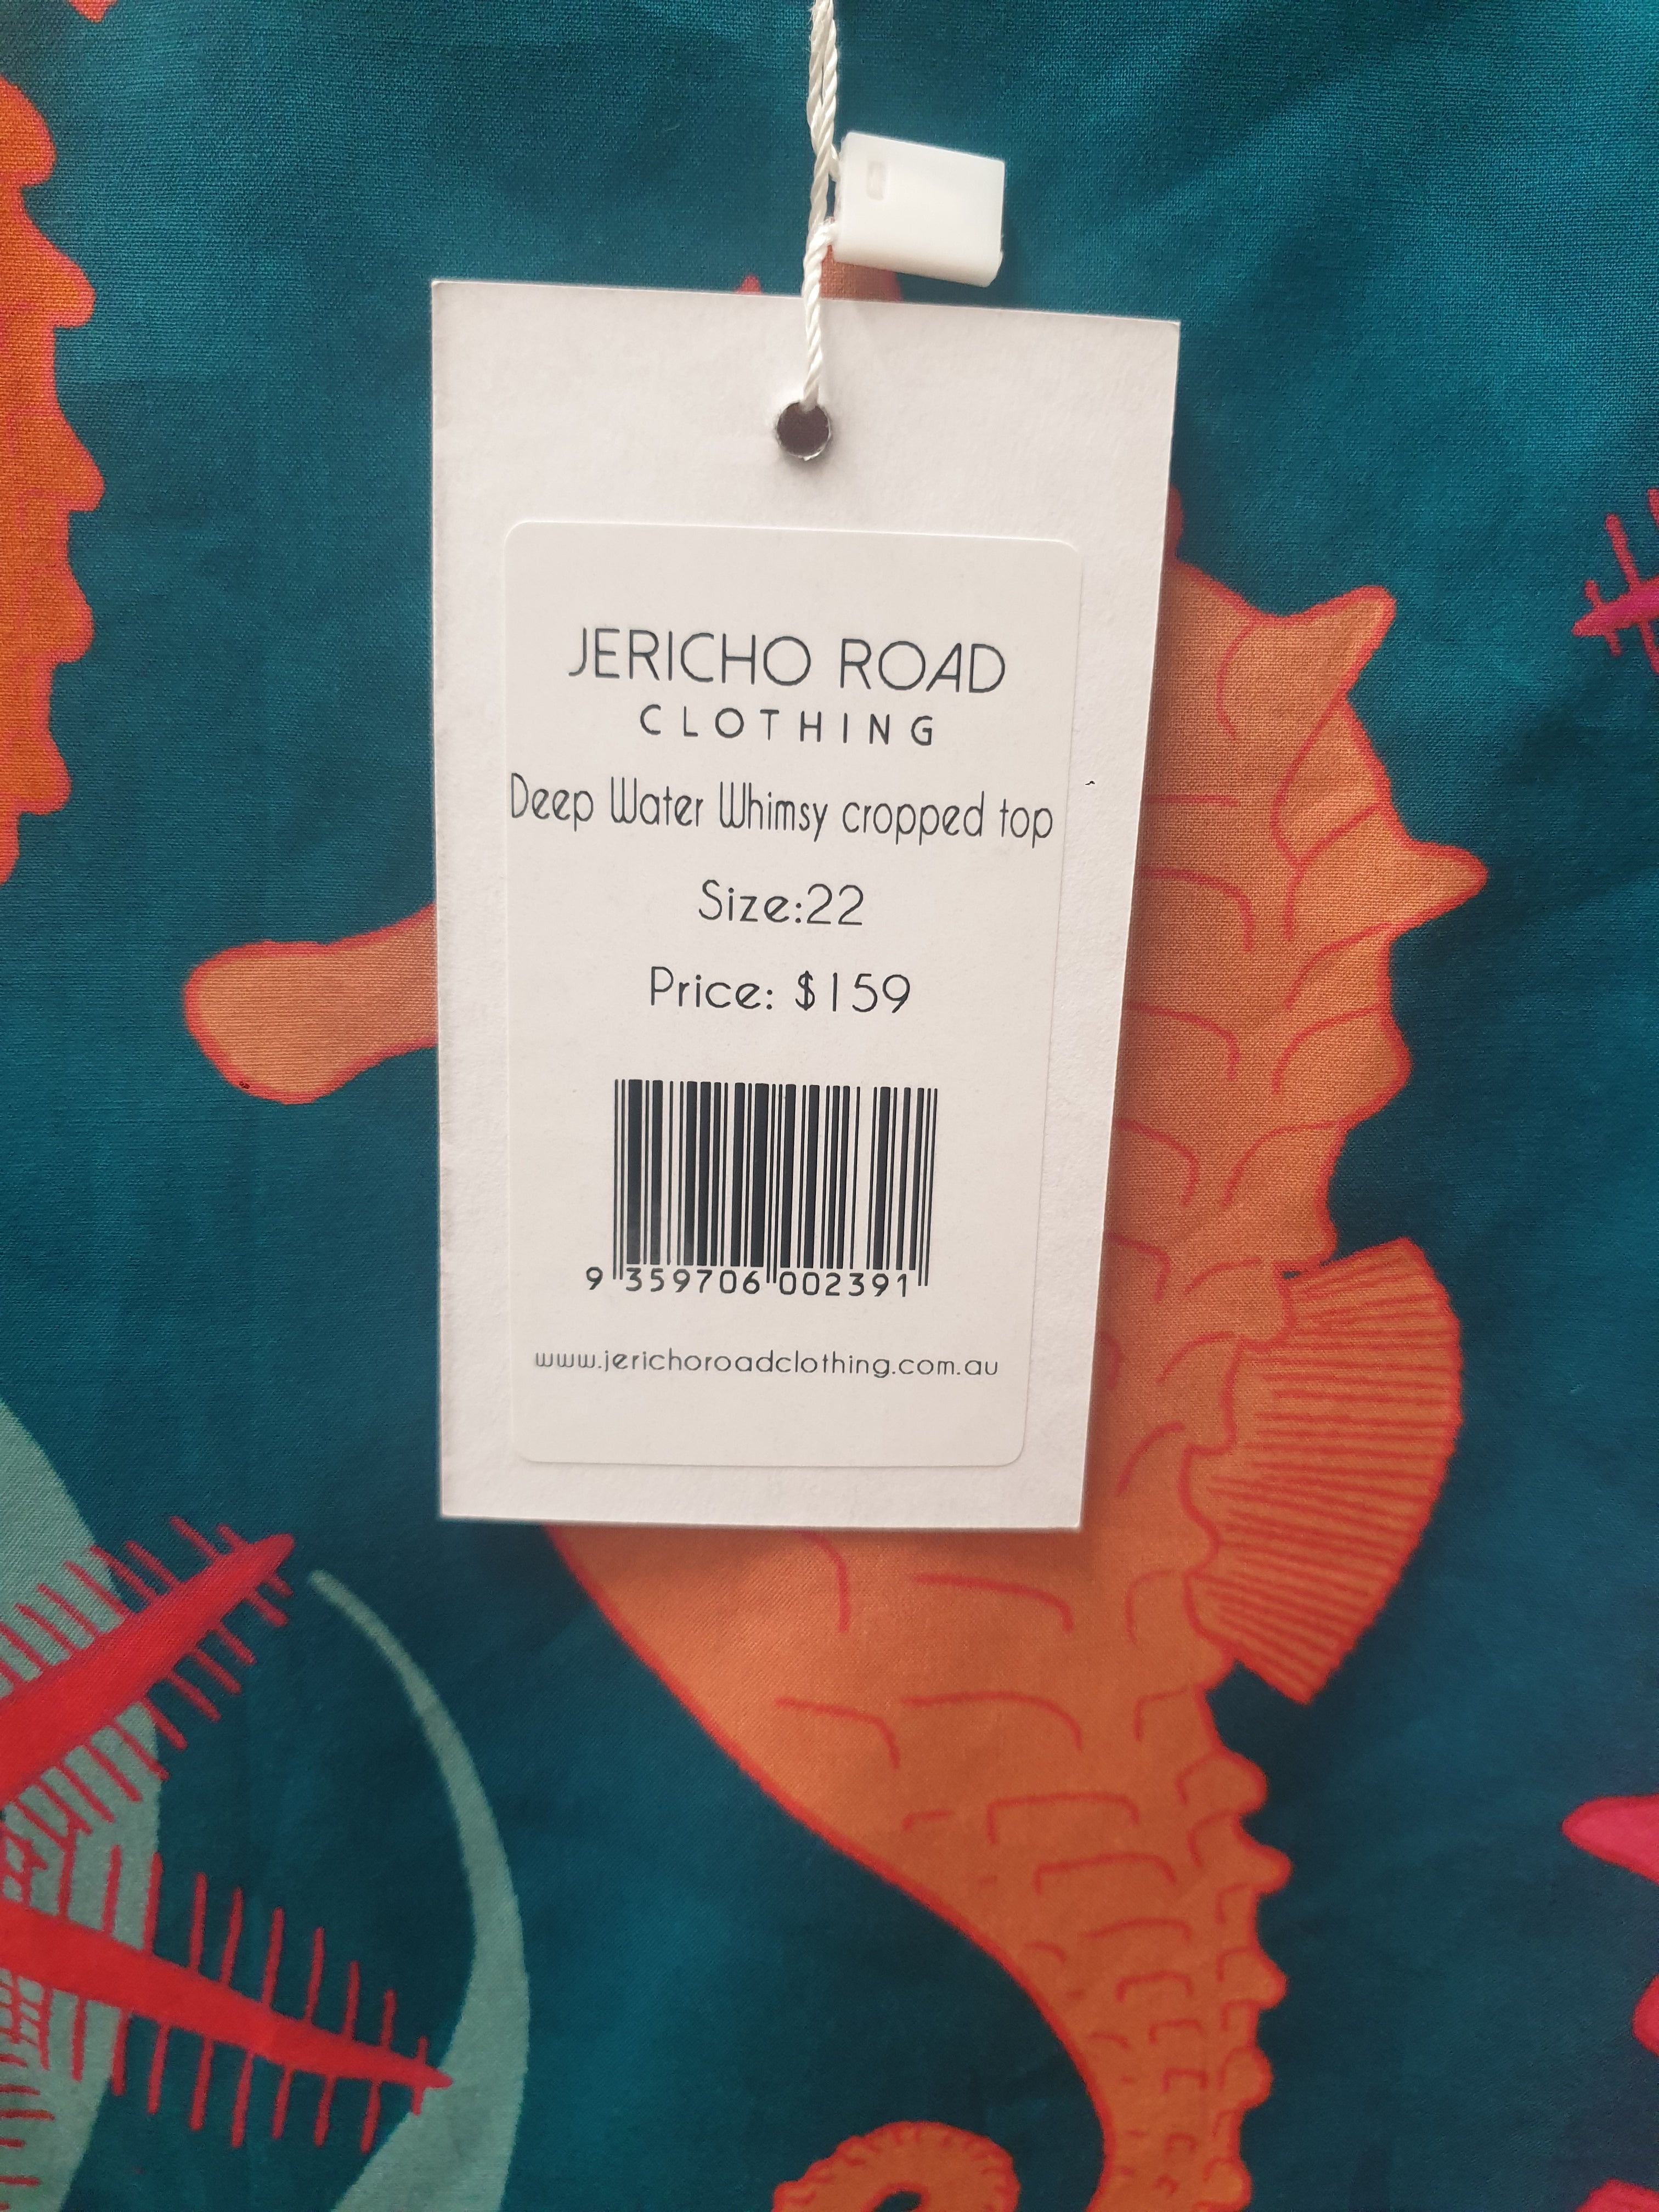 JERICHO ROAD
CLOTHING
Deep Water Whimsy cropped top
Size:22
Price: $159
9 359706 002391
www.jerichoroadclothing.com.au